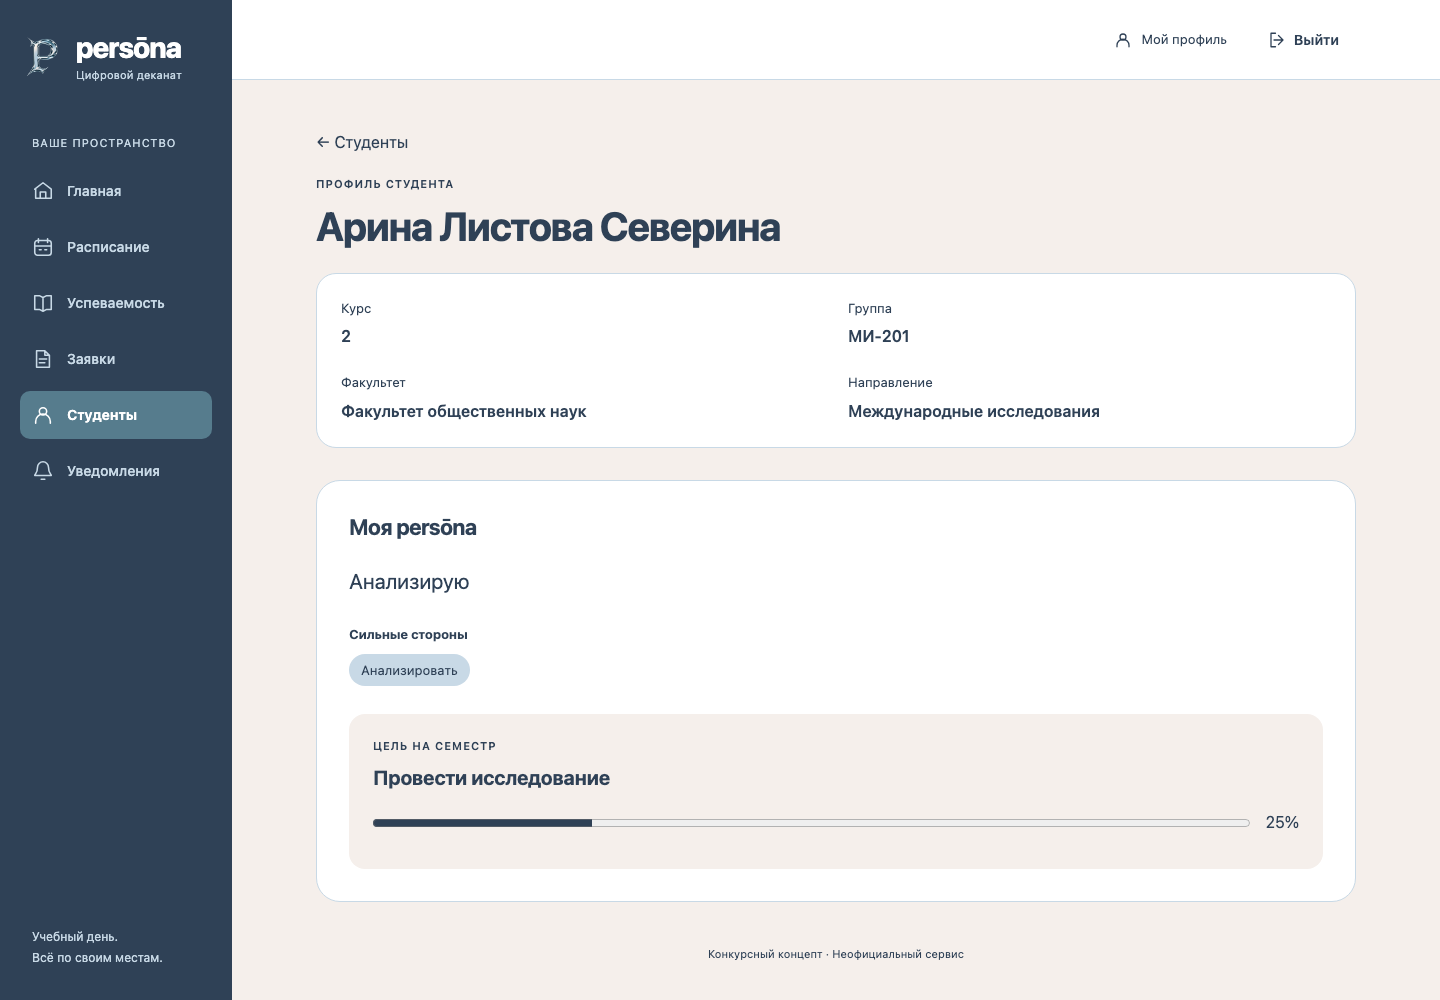 persōna
Цифровой деканат
ВАШЕ ПРОСТРАНСТВО
Главная
Расписание
Успеваемость
Заявки
Студенты
Уведомления
Учебный день.
Всё по своим местам.
Мой профиль
Выйти
← Студенты
ПРОФИЛЬ СТУДЕНТА
Арина Листова Северина
Курс
2
Группа
МИ-201
Факультет
Факультет общественных наук
Направление
Международные исследования
Моя persōna
Анализирую
Сильные стороны
Анализировать
ЦЕЛЬ НА СЕМЕСТР
Провести исследование
25%
Конкурсный концепт · Неофициальный сервис